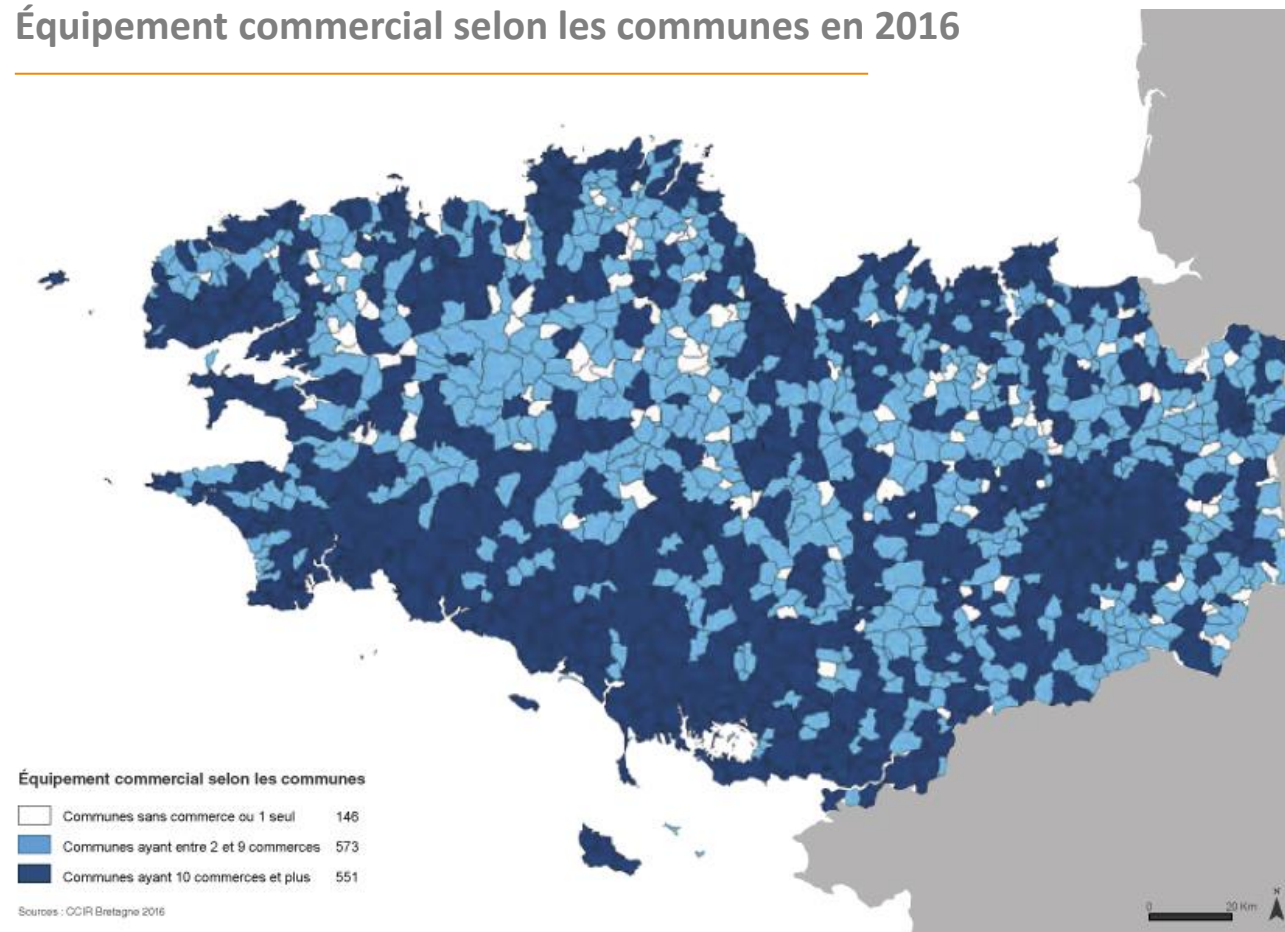 Équipement commercial selon les communes en 2016
Équipement commercial selon les communes
Communes sans commerce ou 1 seul 146
Communes ayant entre 2 et 9 commerces 573
Communes ayant 10 commerces et plus 551
Sources : CCIR Bretagne 2016
0 20 Km
N